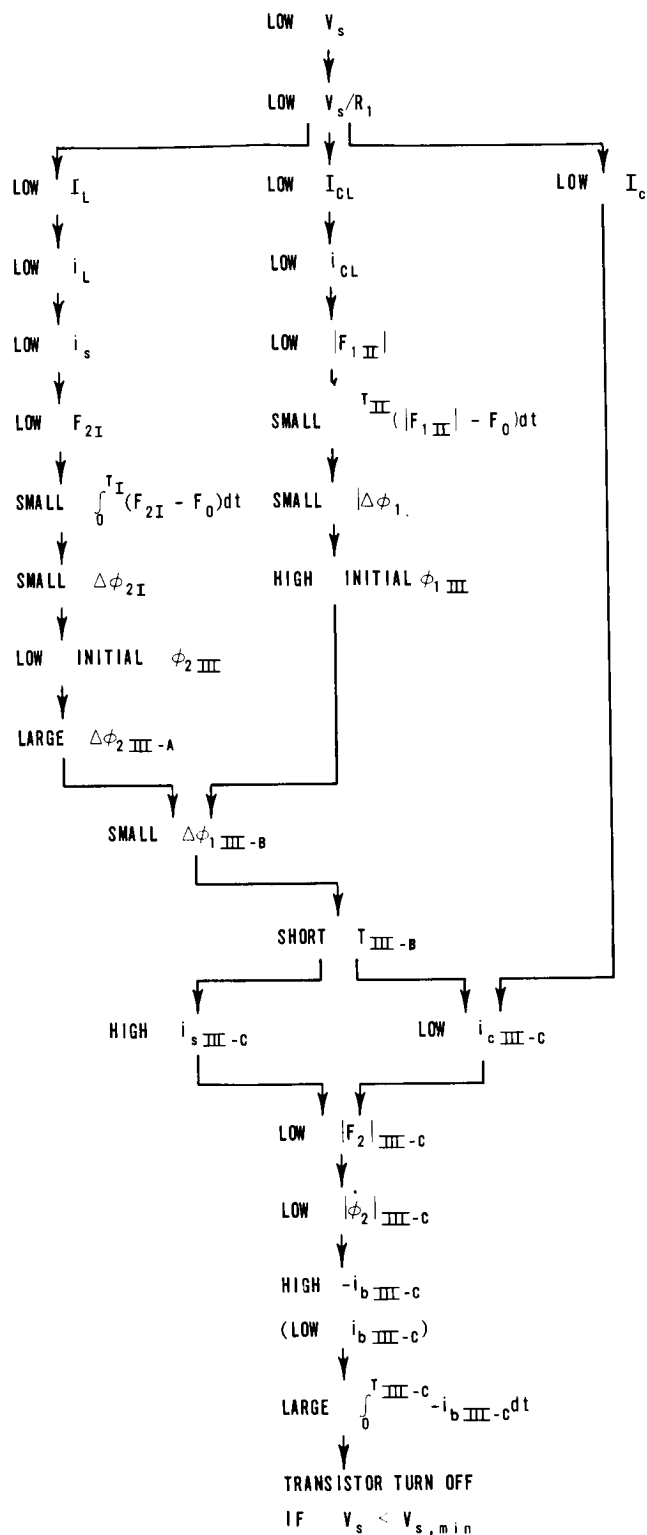 LOW V_s
LOW V_s/R_1
LOW I_L
LOW I_CL
LOW I_c
LOW i_L
LOW i_CL
LOW i_s
LOW |F_1 II|
LOW F_2I
SMALL T_II (|F_1 II| - F_0)dt
SMALL ∫_0^T_I (F_2I - F_0)dt
SMALL |Δϕ_1.
SMALL Δϕ_2I
HIGH INITIAL ϕ_1 III
LOW INITIAL ϕ_2 III
LARGE Δϕ_2 III-A
SMALL Δϕ_1 III-B
SHORT T_III-B
HIGH i_s III-C
LOW i_c III-C
LOW |F_2|_III-C
LOW |ϕ̇_2|_III-C
HIGH -i_b III-C
(LOW i_b III-C)
LARGE ∫_0^T_III-C -i_b III-C dt
TRANSISTOR TURN OFF
IF V_s < V_s,min